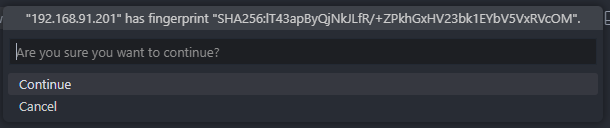 "192.168.91.201" has fingerprint "SHA256:lT43apByQjNkJLfR/+ZPkhGxHV23bk1EYbV5VxRVcOM".
Are you sure you want to continue?
Continue
Cancel